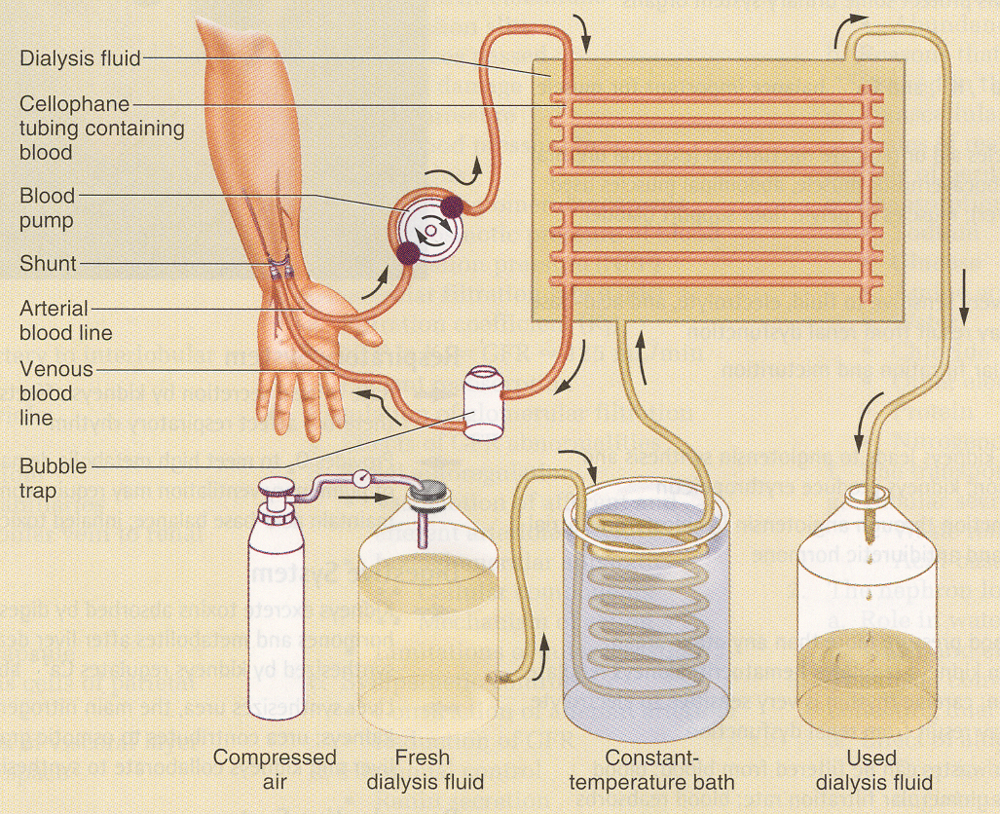 Dialysis fluid
Cellophane
tubing containing
blood
Blood
pump
Shunt
Arterial
blood line
Venous
blood
line
Bubble
trap
Compressed
air
Fresh
dialysis fluid
Constant-
temperature bath
Used
dialysis fluid